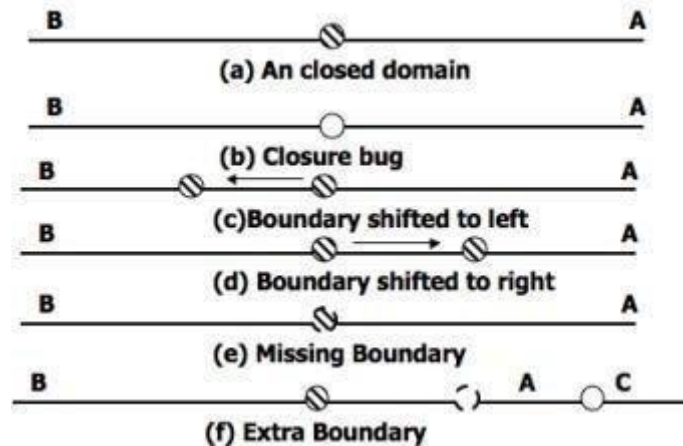 B A
(a) An closed domain
B A
(b) Closure bug
B A
(c)Boundary shifted to left
B A
(d) Boundary shifted to right
B A
(e) Missing Boundary
B A C
(f) Extra Boundary